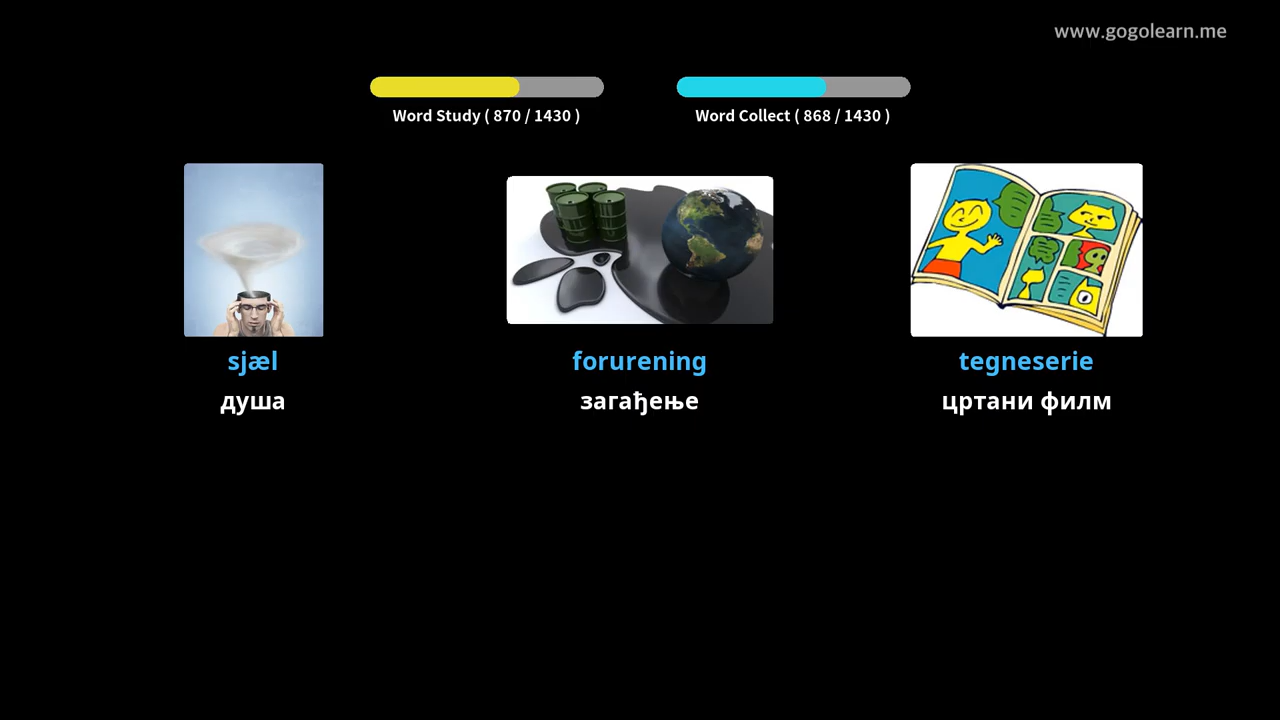 www.gogolearn.me
Word Study ( 870 / 1430 )
Word Collect ( 868 / 1430 )
sjæl
forurening
tegneserie
душа
загађење
цртани филм